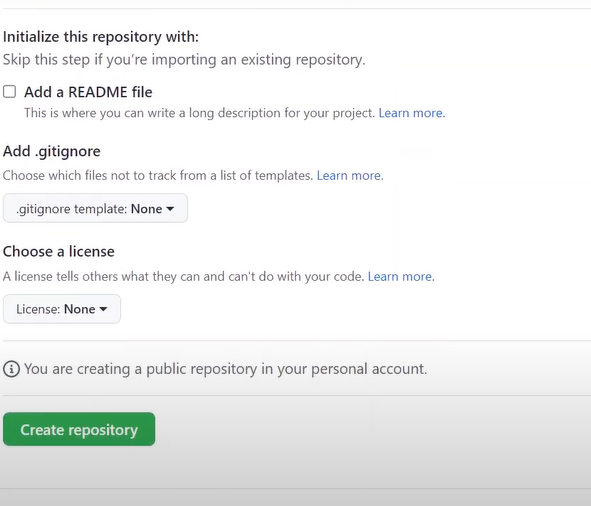 Initialize this repository with:
Skip this step if you're importing an existing repository.
Add a README file
This is where you can write a long description for your project. Learn more.
Add .gitignore
Choose which files not to track from a list of templates. Learn more.
.gitignore template: None
Choose a license
A license tells others what they can and can't do with your code. Learn more.
License: None
You are creating a public repository in your personal account.
Create repository